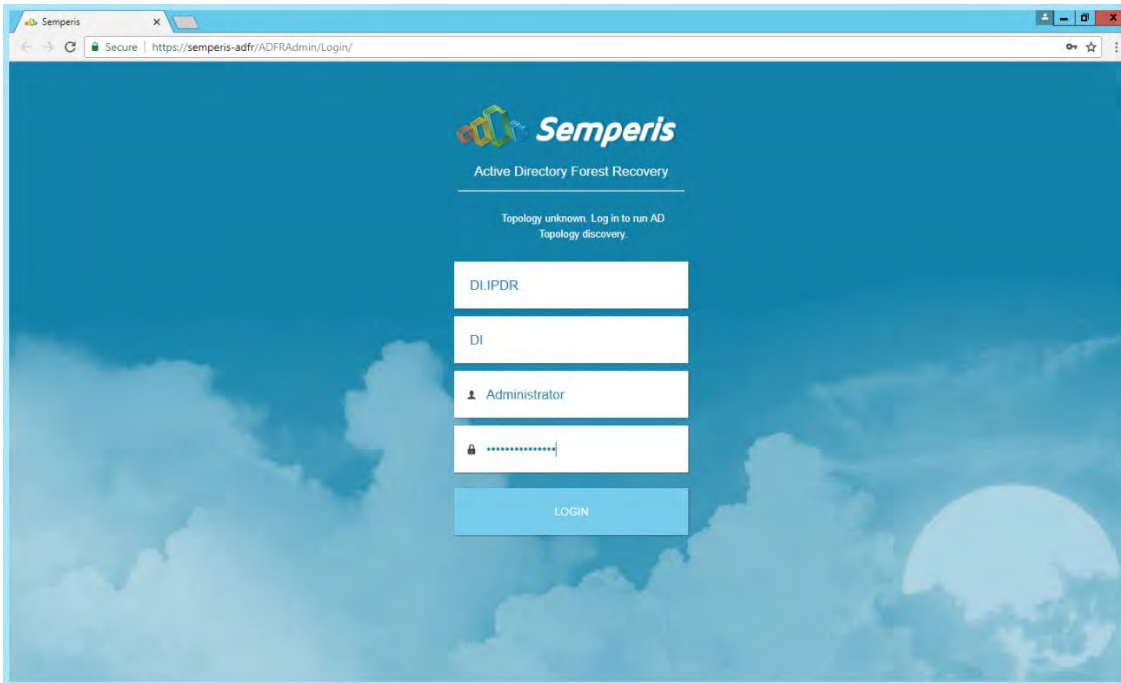 Semperis
Secure | https://semperis-adfr/ADFRAdmin/Login/
Semperis
Active Directory Forest Recovery
Topology unknown. Log in to run AD
Topology discovery.
DI.IPDR
DI
Administrator
•••••••••••••••
LOGIN